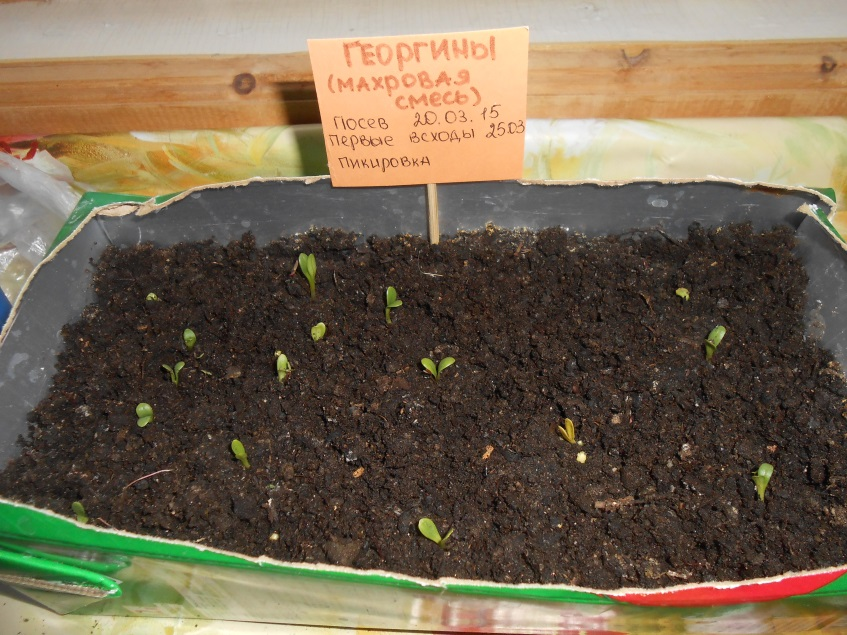 ГЕОРГИНЫ
(МАХРОВАЯ
СМЕСЬ)
Посев 20.03.15
Первые всходы 25.03
Пикировка